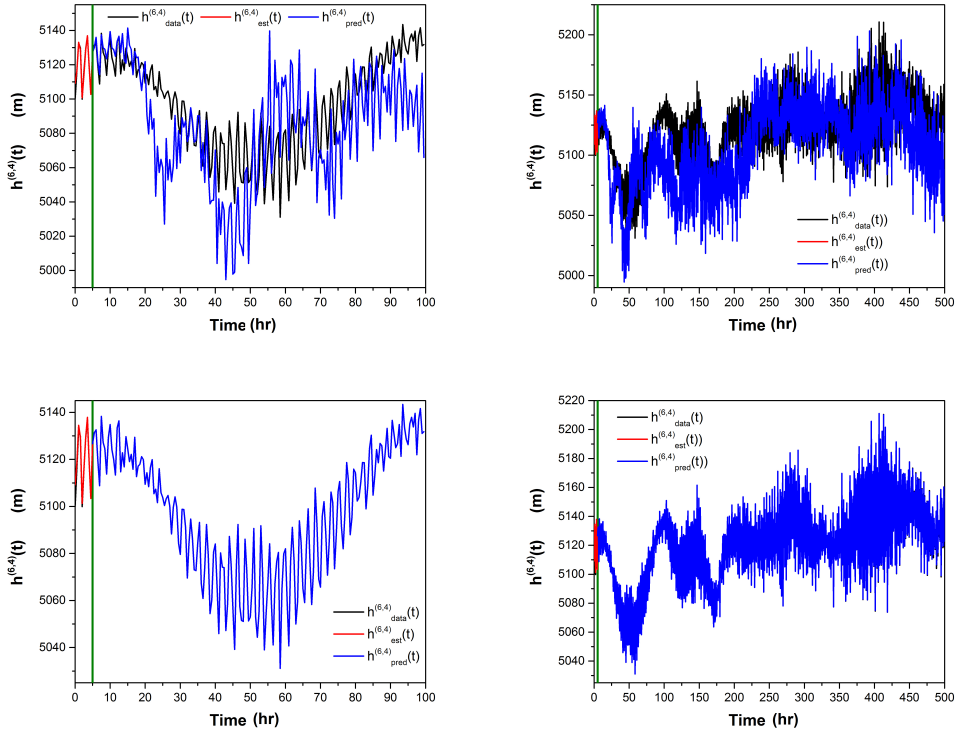 h(6,4)data(t) h(6,4)est(t) h(6,4)pred(t)
5140
5120
5100
5080
5060
5040
5020
5000
h(6,4)(t) (m)
0 10 20 30 40 50 60 70 80 90 100
Time (hr)
5200
5150
5100
5050
5000
h(6,4)(t) (m)
h(6,4)data(t))
h(6,4)est(t))
h(6,4)pred(t))
0 50 100 150 200 250 300 350 400 450 500
Time (hr)
5140
5120
5100
5080
5060
5040
h(6,4)(t) (m)
h(6,4)data(t)
h(6,4)est(t)
h(6,4)pred(t)
0 10 20 30 40 50 60 70 80 90 100
Time (hr)
5220
5200
5180
5160
5140
5120
5100
5080
5060
5040
h(6,4)(t) (m)
h(6,4)data(t)
h(6,4)est(t))
h(6,4)pred(t))
0 50 100 150 200 250 300 350 400 450 500
Time (hr)